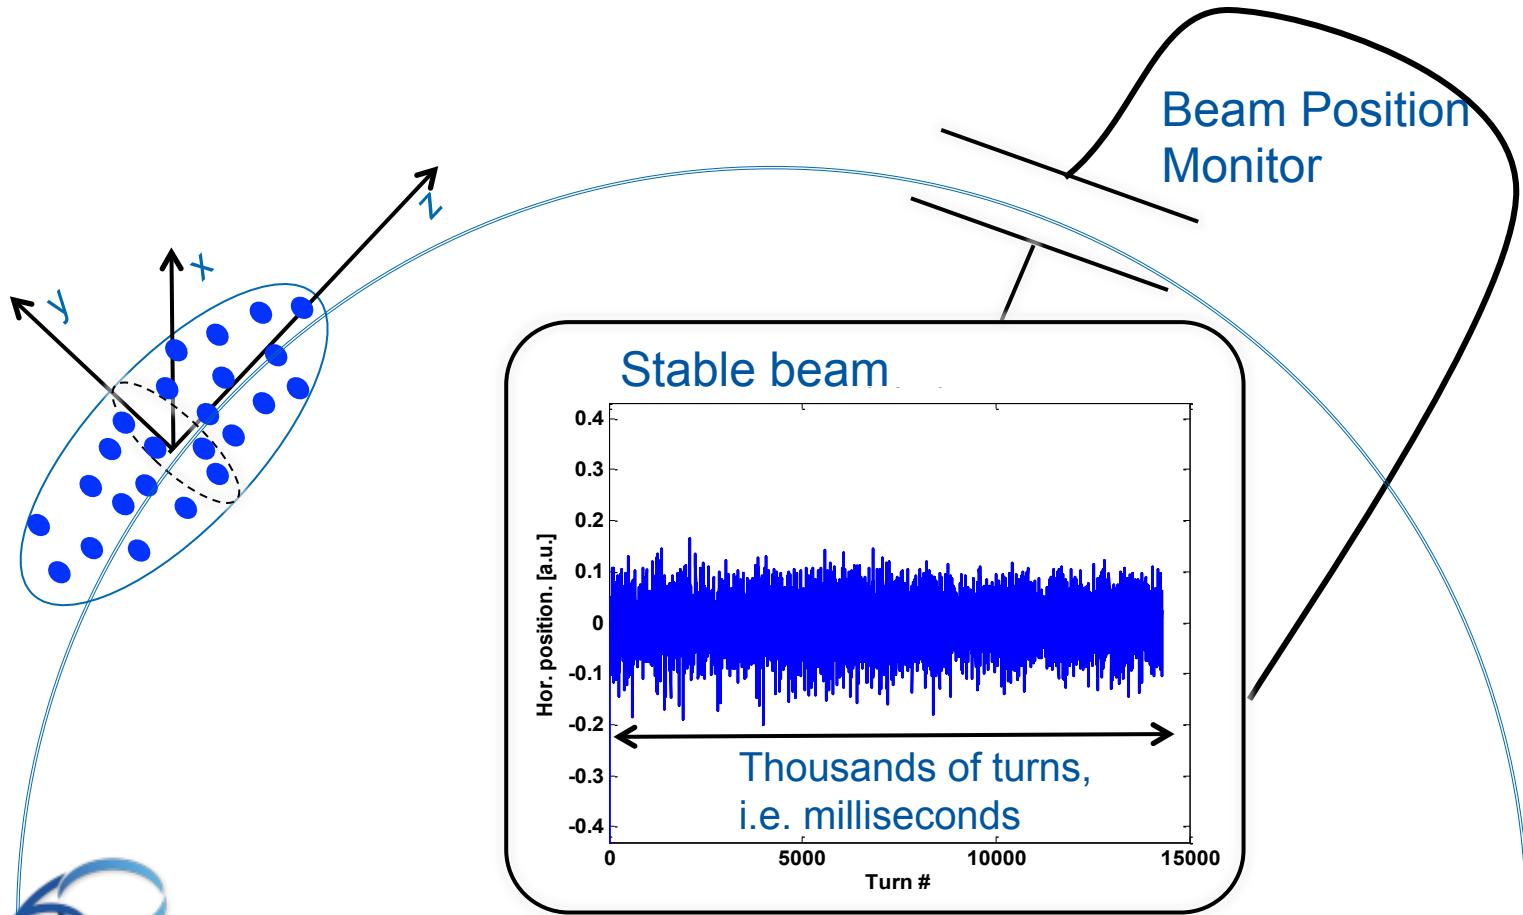 Beam Position
Monitor
z
x
y
Stable beam
0.4
0.3
0.2
0.1
0
-0.1
-0.2
-0.3
-0.4
Hor. position. [a.u.]
Thousands of turns,
i.e. milliseconds
0 5000 10000 15000
Turn #